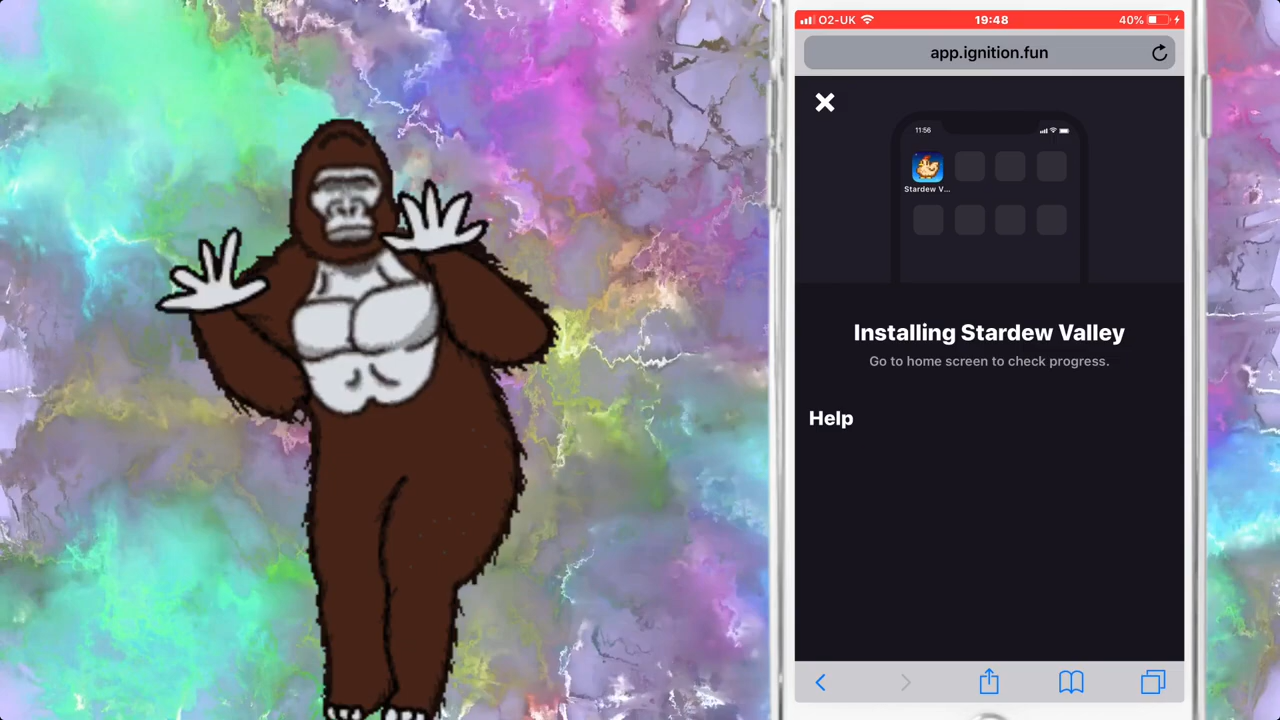 O2-UK
19:48
40%
app.ignition.fun
11:56
Stardew V...
Installing Stardew Valley
Go to home screen to check progress.
Help